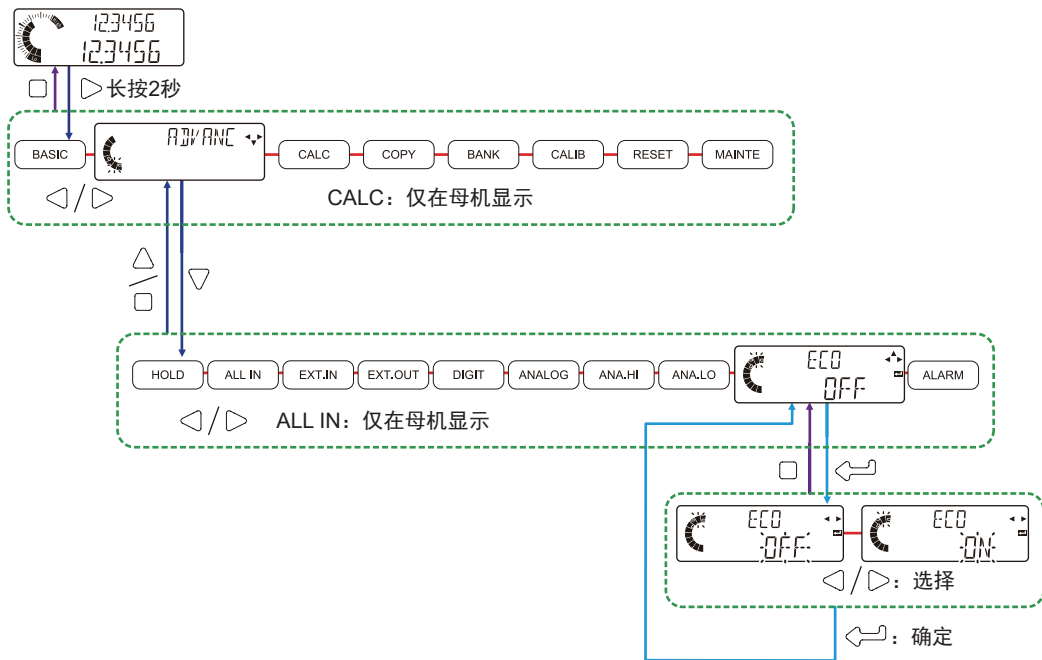 12.3456
12.3456
长按2秒
BASIC
ADVANC
CALC
COPY
BANK
CALIB
RESET
MAINTE
CALC：仅在母机显示
HOLD
ALL IN
EXT.IN
EXT.OUT
DIGIT
ANALOG
ANA.HI
ANA.LO
ECO
OFF
ALARM
ALL IN：仅在母机显示
ECO
OFF
ECO
ON
：选择
：确定